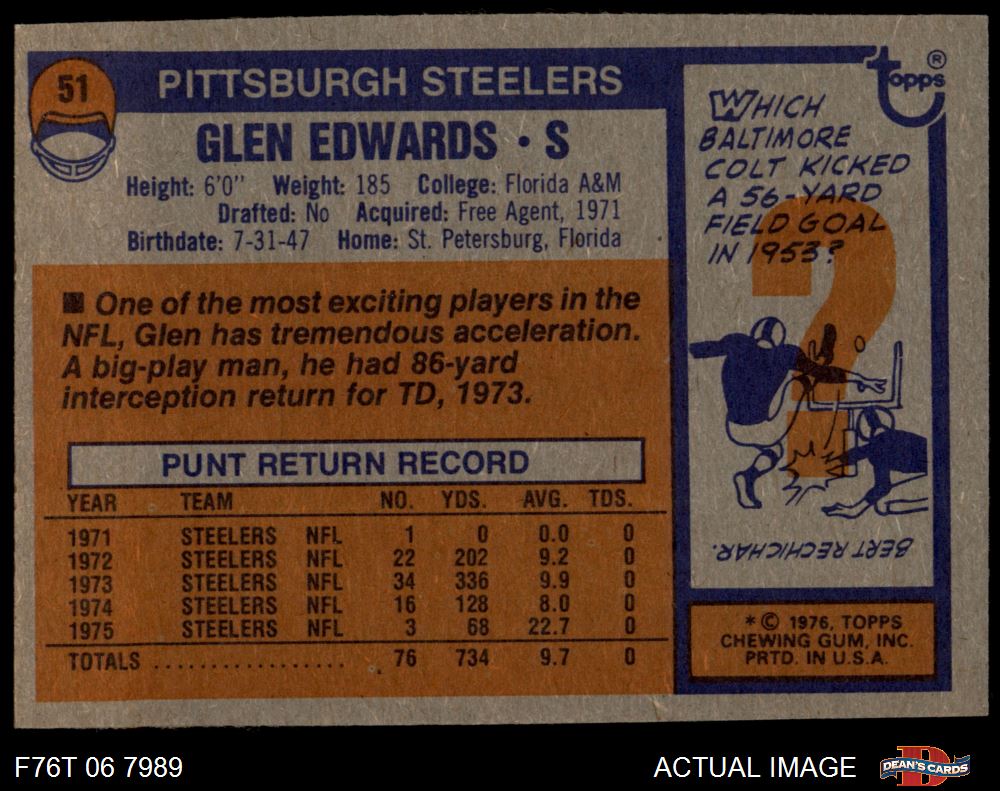 51
PITTSBURGH STEELERS
GLEN EDWARDS · S
Height: 6'0" Weight: 185 College: Florida A&M
Drafted: No Acquired: Free Agent, 1971
Birthdate: 7-31-47 Home: St. Petersburg, Florida
■ One of the most exciting players in the
NFL, Glen has tremendous acceleration.
A big-play man, he had 86-yard
interception return for TD, 1973.
PUNT RETURN RECORD
YEAR TEAM NO. YDS. AVG. TDS.
1971 STEELERS NFL 1 0 0.0 0
1972 STEELERS NFL 22 202 9.2 0
1973 STEELERS NFL 34 336 9.9 0
1974 STEELERS NFL 16 128 8.0 0
1975 STEELERS NFL 3 68 22.7 0
TOTALS .................. 76 734 9.7 0
topps ®
WHICH
BALTIMORE
COLT KICKED
A 56-YARD
FIELD GOAL
IN 1953?
?
BERT RECHICHAR.
* © 1976, TOPPS
CHEWING GUM, INC.
PRTD. IN U.S.A.
F76T 06 7989
ACTUAL IMAGE
D
DEAN'S CARDS